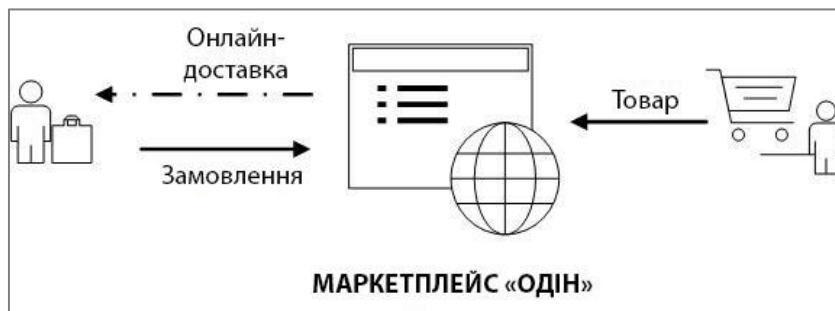 Онлайн-
доставка
Товар
Замовлення
МАРКЕТПЛЕЙС «ОДІН»